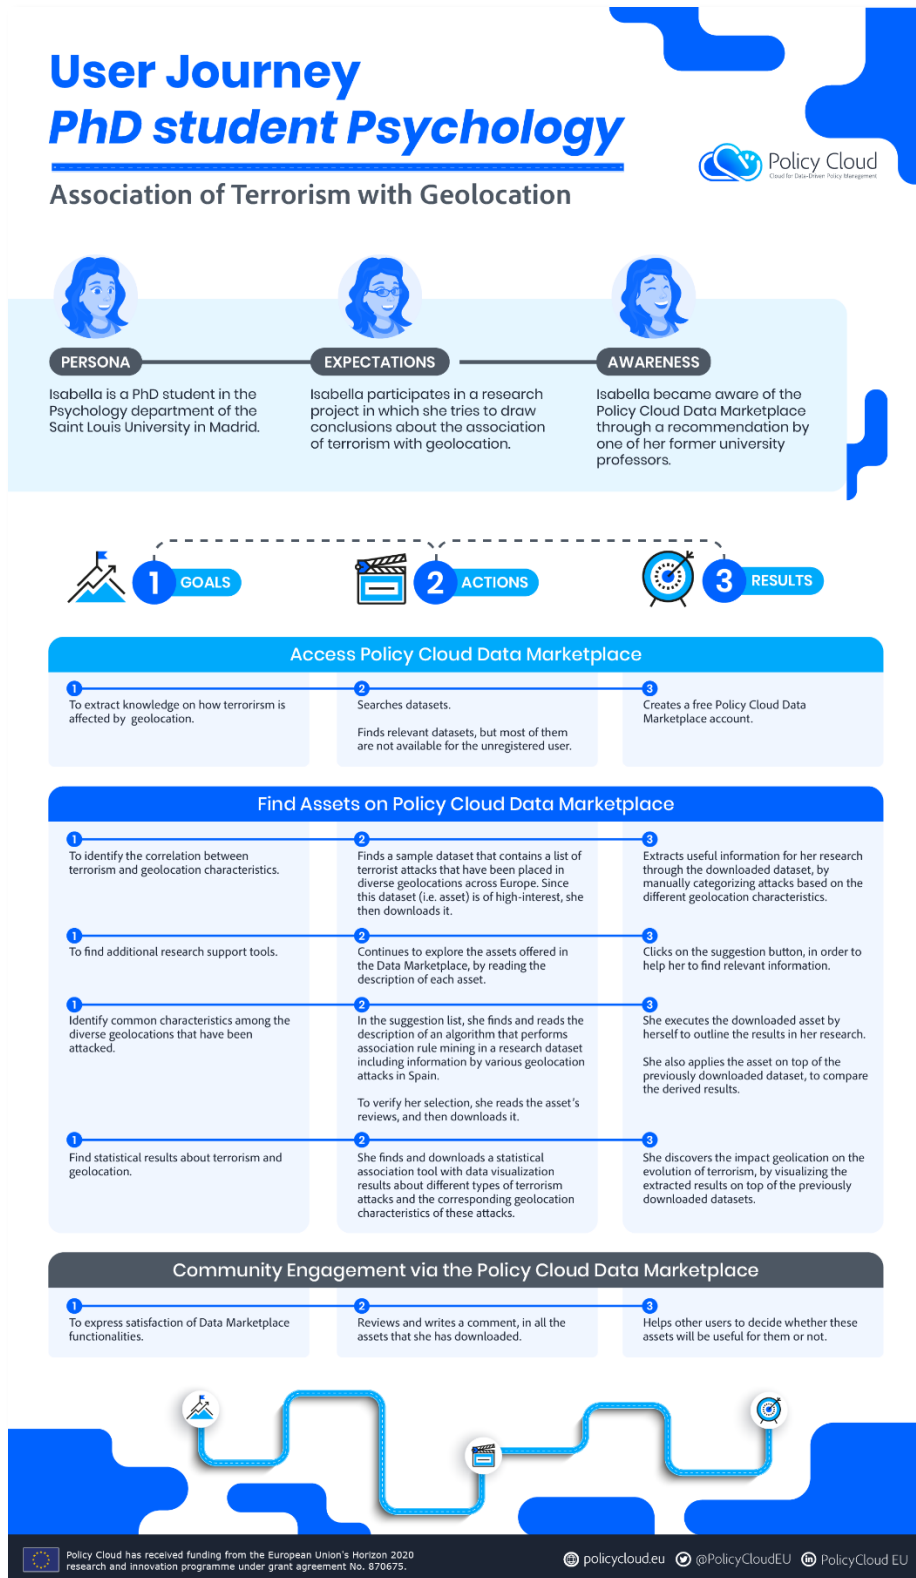 User Journey
PhD student Psychology
Association of Terrorism with Geolocation
Policy Cloud
Cloud for Data-Driven Policy Management
PERSONA
Isabella is a PhD student in the
Psychology department of the
Saint Louis University in Madrid.
EXPECTATIONS
Isabella participates in a research
project in which she tries to draw
conclusions about the association
of terrorism with geolocation.
AWARENESS
Isabella became aware of the
Policy Cloud Data Marketplace
through a recommendation by
one of her former university
professors.
1 GOALS
2 ACTIONS
3 RESULTS
Access Policy Cloud Data Marketplace
1
To extract knowledge on how terrorirsm is
affected by geolocation.
2
Searches datasets.
Finds relevant datasets, but most of them
are not available for the unregistered user.
3
Creates a free Policy Cloud Data
Marketplace account.
Find Assets on Policy Cloud Data Marketplace
1
To identify the correlation between
terrorism and geolocation characteristics.
2
Finds a sample dataset that contains a list of
terrorist attacks that have been placed in
diverse geolocations across Europe. Since
this dataset (i.e. asset) is of high-interest, she
then downloads it.
3
Extracts useful information for her research
through the downloaded dataset, by
manually categorizing attacks based on the
different geolocation characteristics.
1
To find additional research support tools.
2
Continues to explore the assets offered in
the Data Marketplace, by reading the
description of each asset.
3
Clicks on the suggestion button, in order to
help her to find relevant information.
1
Identify common characteristics among the
diverse geolocations that have been
attacked.
2
In the suggestion list, she finds and reads the
description of an algorithm that performs
association rule mining in a research dataset
including information by various geolocation
attacks in Spain.
To verify her selection, she reads the asset's
reviews, and then downloads it.
3
She executes the downloaded asset by
herself to outline the results in her research.
She also applies the asset on top of the
previously downloaded dataset, to compare
the derived results.
1
Find statistical results about terrorism and
geolocation.
2
She finds and downloads a statistical
association tool with data visualization
results about different types of terrorism
attacks and the corresponding geolocation
characteristics of these attacks.
3
She discovers the impact geolication on the
evolution of terrorism, by visualizing the
extracted results on top of the previously
downloaded datasets.
Community Engagement via the Policy Cloud Data Marketplace
1
To express satisfaction of Data Marketplace
functionalities.
2
Reviews and writes a comment, in all the
assets that she has downloaded.
3
Helps other users to decide whether these
assets will be useful for them or not.
Policy Cloud has received funding from the European Union's Horizon 2020
research and innovation programme under grant agreement No. 870675.
policycloud.eu
@PolicyCloudEU
in PolicyCloud EU